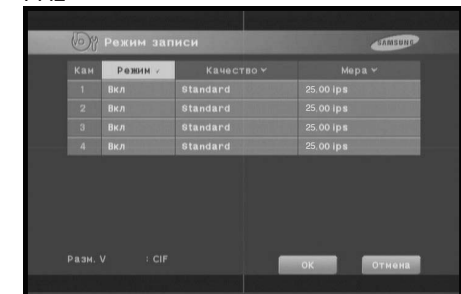 Режим записи
SAMSUNG
Кам Режим Качество Мера
1 Вкл Standard 25.00 ips
2 Вкл Standard 25.00 ips
3 Вкл Standard 25.00 ips
4 Вкл Standard 25.00 ips
Разм. V : CIF
OK Отмена